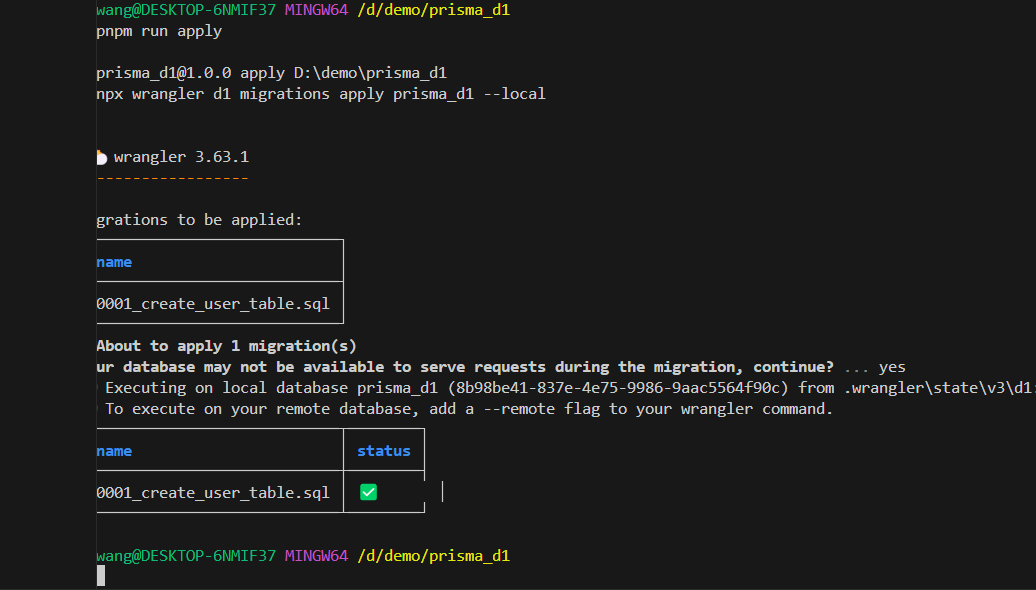 wang@DESKTOP-6NMIF37 MINGW64 /d/demo/prisma_d1
pnpm run apply
prisma_d1@1.0.0 apply D:\demo\prisma_d1
npx wrangler d1 migrations apply prisma_d1 --local
wrangler 3.63.1
-----------------
grations to be applied:
name
0001_create_user_table.sql
About to apply 1 migration(s)
ur database may not be available to serve requests during the migration, continue? ... yes
Executing on local database prisma_d1 (8b98be41-837e-4e75-9986-9aac5564f90c) from .wrangler\state\v3\d1:
To execute on your remote database, add a --remote flag to your wrangler command.
name status
0001_create_user_table.sql ✅
wang@DESKTOP-6NMIF37 MINGW64 /d/demo/prisma_d1